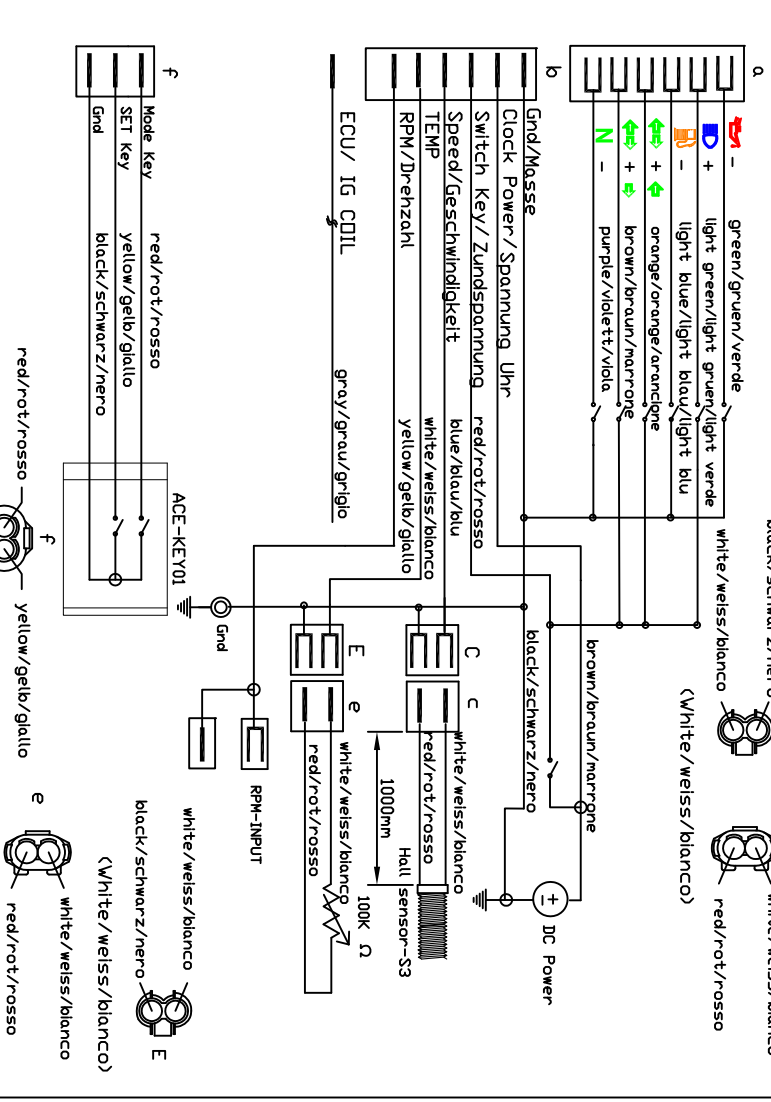 a
-
+
-
+
+
N
-
green/gruen/verde
light green/light gruen/light verde
light blue/light blau/light blu
orange/orange/arancione
brown/braun/marrone
purple/violett/viola
b
Gnd/Masse
Clock Power/Spannung Uhr
Switch Key/Zundspannung
Speed/Geschwindigkeit
TEMP
RPM/Drehzahl
red/rot/rosso
blue/blau/blu
white/weiss/bianco
yellow/gelb/giallo
ECU/ IG COIL
gray/grau/grigio
f
Mode Key
SET Key
Gnd
red/rot/rosso
yellow/gelb/giallo
black/schwarz/nero
ACE-KEY01
Gnd
brown/braun/marrone
black/schwarz/nero
DC Power
C
c
white/weiss/bianco
red/rot/rosso
1000mm
Hall sensor-S3
E
e
white/weiss/bianco
red/rot/rosso
100K Ω
RPM-INPUT
white/weiss/bianco
(White/weiss/bianco)
red/rot/rosso
red/rot/rosso
f
yellow/gelb/giallo
white/weiss/bianco
black/schwarz/nero
E
(White/weiss/bianco)
e
white/weiss/bianco
red/rot/rosso